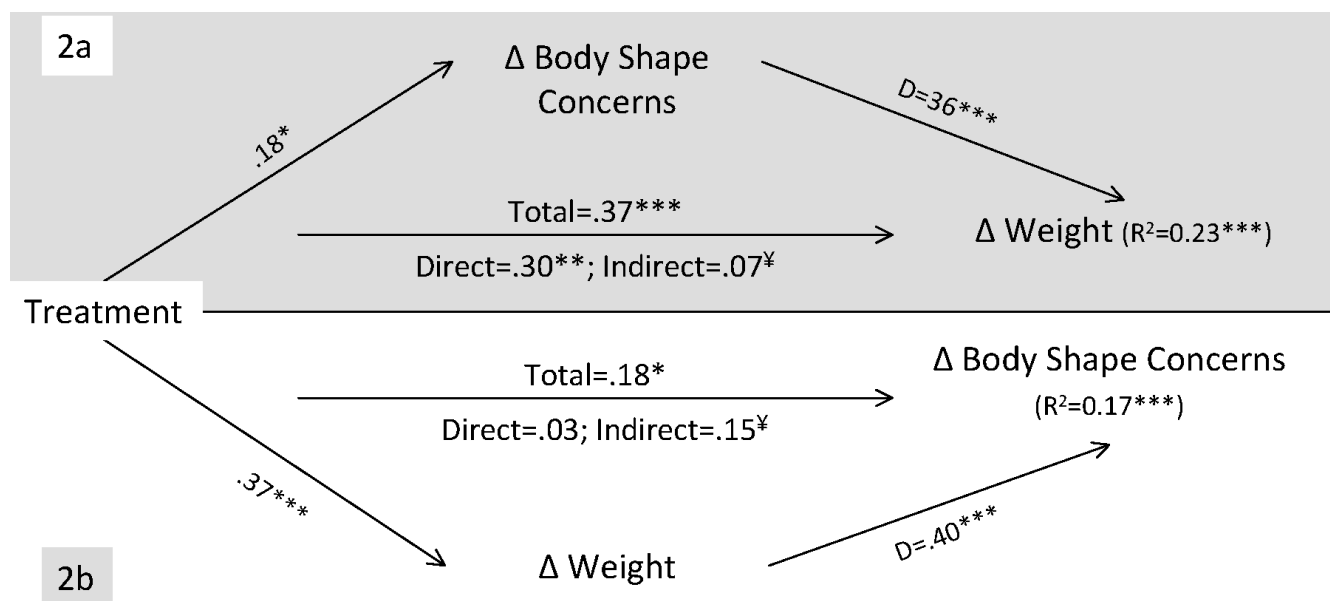 2a
Δ Body Shape
Concerns
.18*
D=36***
Total=.37***
Δ Weight (R²=0.23***)
Direct=.30**; Indirect=.07¥
Treatment
Δ Body Shape Concerns
(R²=0.17***)
Total=.18*
Direct=.03; Indirect=.15¥
.37***
D=.40***
Δ Weight
2b